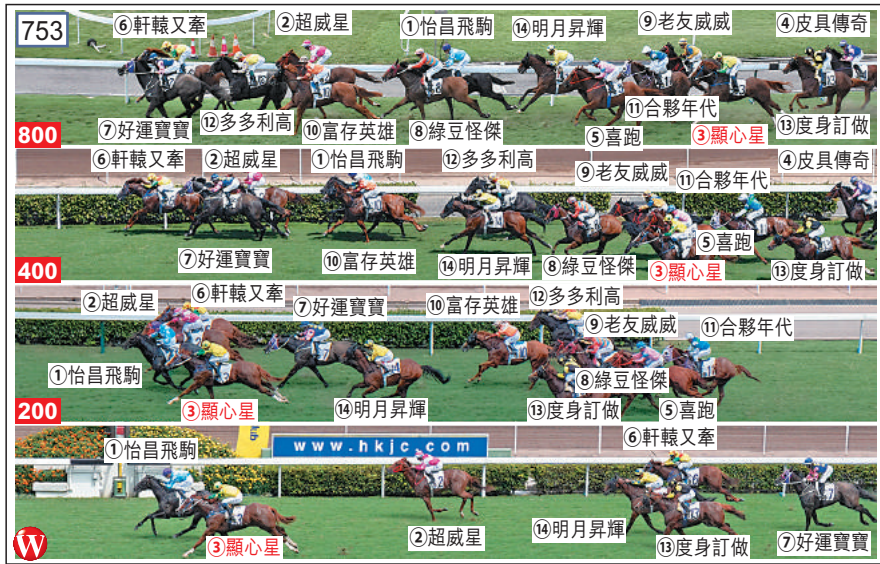 753
⑥軒轅又牽 ②超威星 ①怡昌飛駒 ⑭明月昇輝 ⑨老友威威 ④皮具傳奇
⑦好運寶寶 ⑫多多利高 ⑩富存英雄 ⑧綠豆怪傑 ⑤喜跑 ⑪合夥年代 ③顯心星 ⑬度身訂做
800
⑥軒轅又牽 ②超威星 ①怡昌飛駒 ⑫多多利高 ⑨老友威威 ⑪合夥年代 ④皮具傳奇
⑦好運寶寶 ⑩富存英雄 ⑭明月昇輝 ⑧綠豆怪傑 ③顯心星 ⑤喜跑 ⑬度身訂做
400
②超威星 ⑥軒轅又牽 ⑦好運寶寶 ⑩富存英雄 ⑫多多利高 ⑨老友威威 ⑪合夥年代
①怡昌飛駒 ③顯心星 ⑭明月昇輝 ⑬度身訂做 ⑧綠豆怪傑 ⑤喜跑
200
①怡昌飛駒 ⑥軒轅又牽
www.hkjc.com
③顯心星 ②超威星 ⑭明月昇輝 ⑬度身訂做 ⑦好運寶寶
W